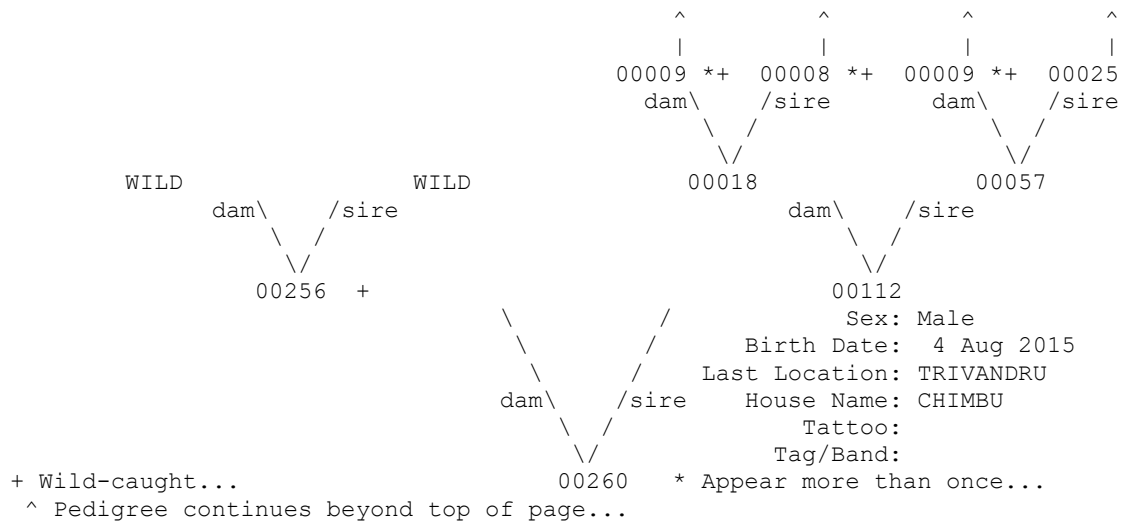 ^ ^ ^ ^
| | | |
00009 *+ 00008 *+ 00009 *+ 00025
dam\ /sire dam\ /sire
\ / \ /
\/ \/
WILD WILD 00018 00057
dam\ /sire dam\ /sire
\ / \ /
\/ \/
00256 + 00112
\ / Sex: Male
\ / Birth Date: 4 Aug 2015
\ / Last Location: TRIVANDRU
dam\ /sire House Name: CHIMBU
\ / Tattoo:
\/ Tag/Band:
+ Wild-caught... 00260 * Appear more than once...
^ Pedigree continues beyond top of page...